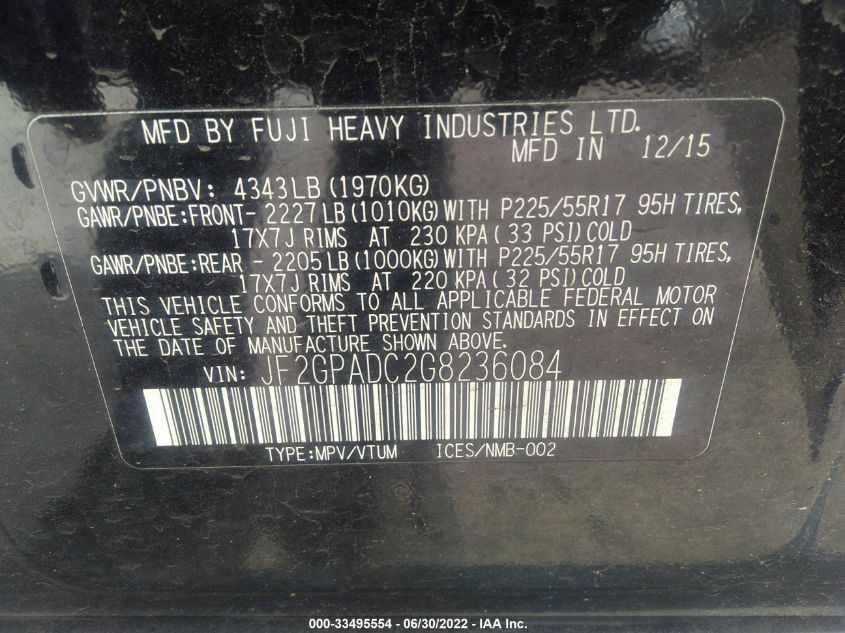 MFD BY FUJI HEAVY INDUSTRIES LTD.
MFD IN 12/15
GVWR/PNBV: 4343LB(1970KG)
GAWR/PNBE:FRONT- 2227LB(1010KG)WITH P225/55R17 95H TIRES,
17X7J RIMS AT 230 KPA(33 PSI)COLD
GAWR/PNBE:REAR - 2205LB(1000KG)WITH P225/55R17 95H TIRES,
17X7J RIMS AT 220 KPA(32 PSI)COLD
THIS VEHICLE CONFORMS TO ALL APPLICABLE FEDERAL MOTOR
VEHICLE SAFETY AND THEFT PREVENTION STANDARDS IN EFFECT ON
THE DATE OF MANUFACTURE SHOWN ABOVE.
VIN: JF2GPADC2G8236084
TYPE:MPV/VTUM ICES/NMB-002
000-33495554 - 06/30/2022 - IAA Inc.